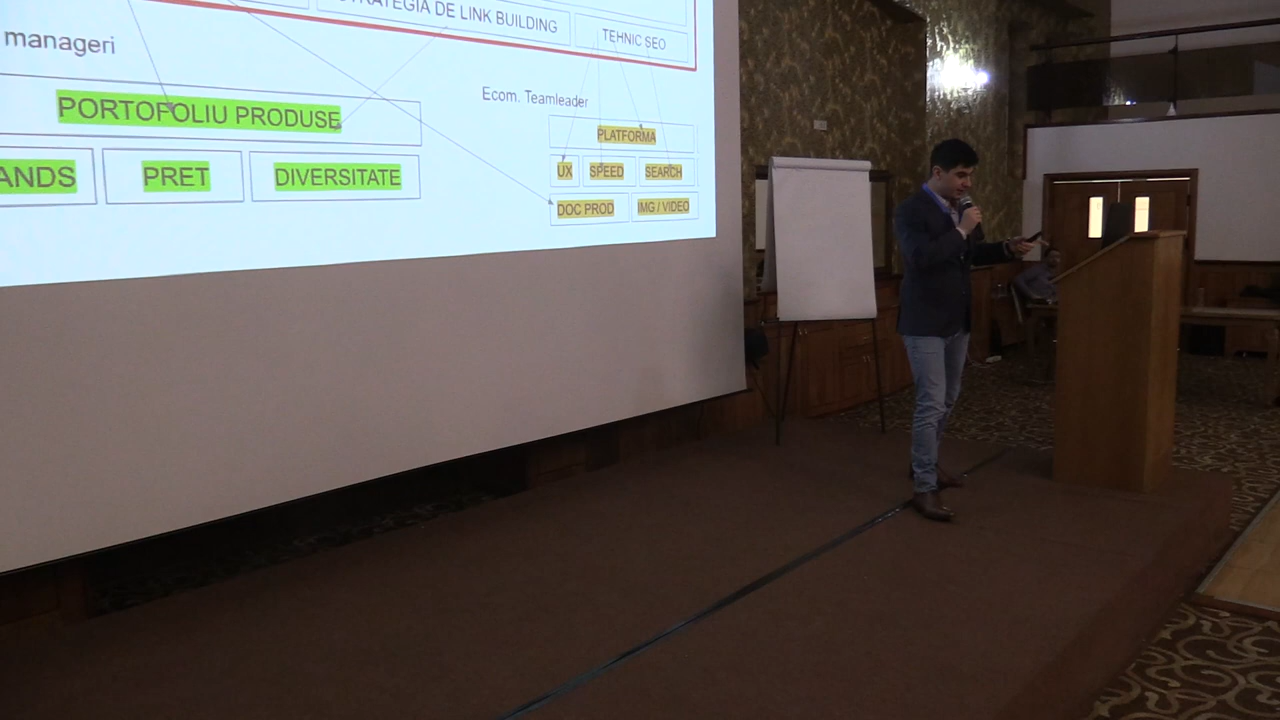 STRATEGIA DE LINK BUILDING
TEHNIC SEO
manageri
Ecom. Teamleader
PORTOFOLIU PRODUSE
PLATFORMA
ANDS
PRET
DIVERSITATE
UX
SPEED
SEARCH
DOC PROD
IMG / VIDEO